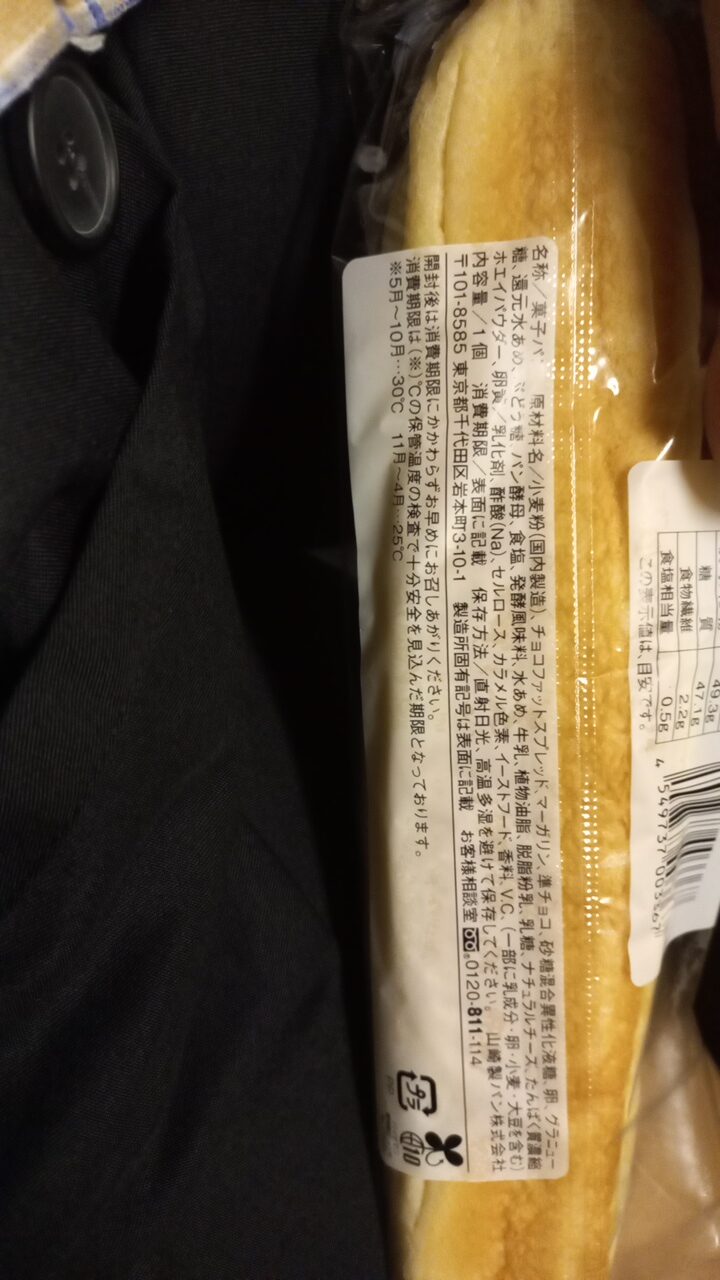 名称／菓子パ 原材料名／小麦粉(国内製造)、チョコファットスプレッド、マーガリン、準チョコ、砂糖混合異性化液糖、卵、グラニュー
糖、還元水あめ、ぶどう糖、パン酵母、食塩、発酵風味料、水あめ、牛乳、植物油脂、脱脂粉乳、乳糖、ナチュラルチーズ、たんぱく質濃縮
ホエイパウダー、卵黄／乳化剤、酢酸(Na)、セルロース、カラメル色素、イーストフード、香料、V.C、(一部に乳成分・卵・小麦・大豆を含む)
内容量／1個 消費期限／表面に記載 保存方法／直射日光、高温多湿を避けて保存してください。 山崎製パン株式会社
〒101-8585 東京都千代田区岩本町3-10-1 製造所固有記号は表面に記載 お客様相談室 0120-811-114
開封後は消費期限にかかわらずお早めにお召しあがりください。
消費期限は(※)℃の保管温度の検査で十分安全を見込んだ期限となっております。
※5月～10月…30℃ 11月～4月…25℃
プラ
10
49.3g
糖質 47.1g
食物繊維 2.2g
食塩相当量 0.5g
この表示値は、目安です。
4 549737 003